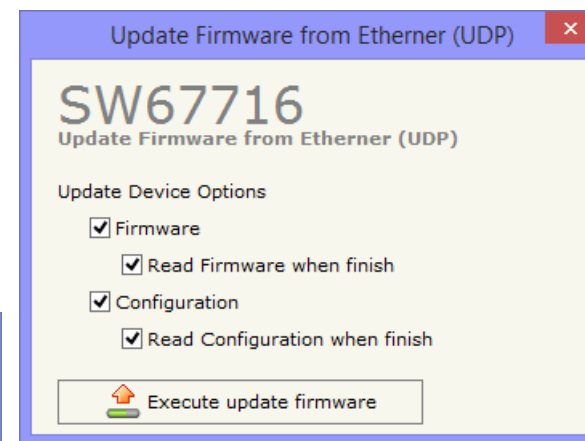 Update Firmware from Etherner (UDP)
SW67716
Update Firmware from Etherner (UDP)
Update Device Options
Firmware
Read Firmware when finish
Configuration
Read Configuration when finish
Execute update firmware